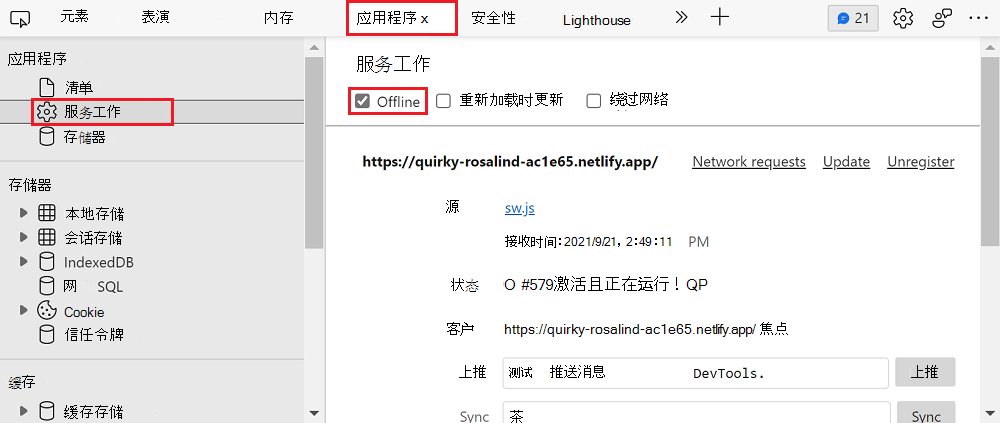 元素 表演 内存 应用程序 x 安全性 Lighthouse 21
应用程序
清单
服务工作
存储器
存储器
本地存储
会话存储
IndexedDB
网 SQL
Cookie
信任令牌
缓存
缓存存储
服务工作
Offline 重新加载时更新 绕过网络
https://quirky-rosalind-ac1e65.netlify.app/ Network requests Update Unregister
源 sw.js
接收时间：2021/9/21，2：49：11 PM
状态 O #579激活且正在运行！QP
客户 https://quirky-rosalind-ac1e65.netlify.app/ 焦点
上推 测试 推送消息 DevTools. 上推
Sync 茶 Sync